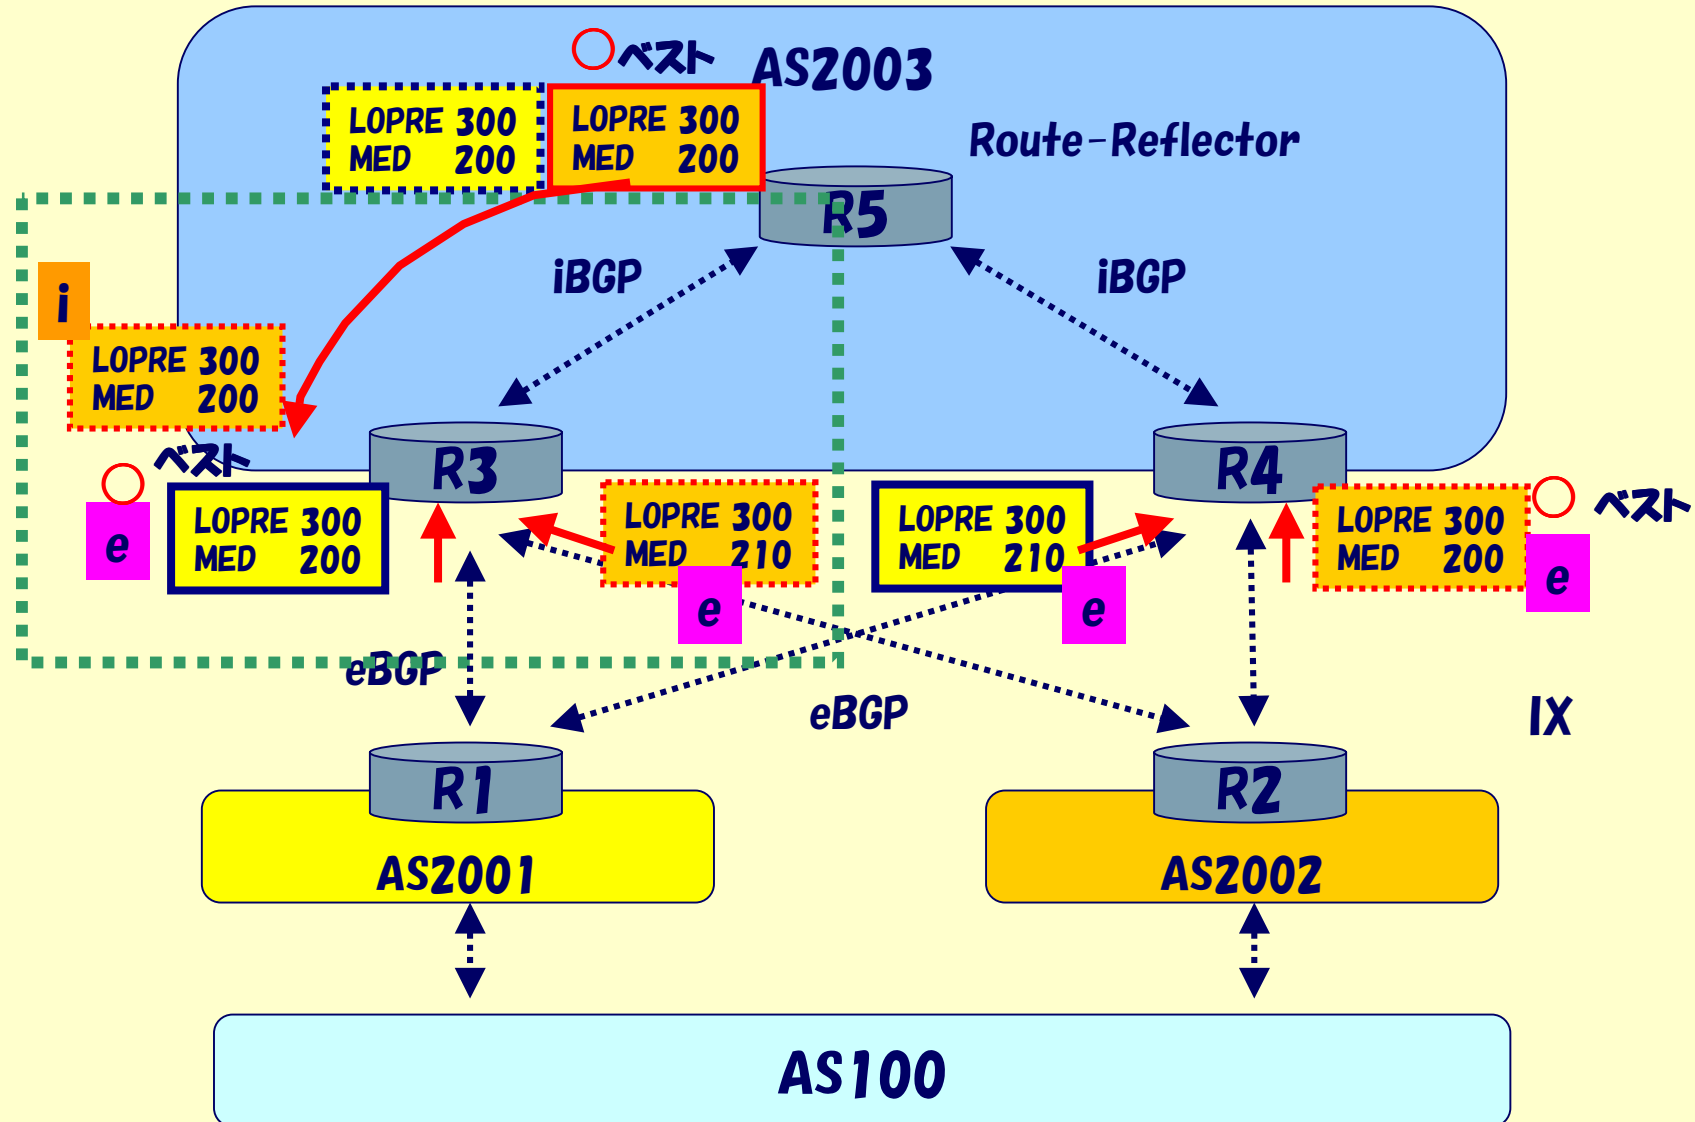 ベスト
AS2003
LOPRE 300
MED 200
LOPRE 300
MED 200
Route-Reflector
R5
iBGP
iBGP
i
LOPRE 300
MED 200
ベスト
e
LOPRE 300
MED 200
R3
LOPRE 300
MED 210
e
LOPRE 300
MED 210
e
R4
LOPRE 300
MED 200
ベスト
e
eBGP
eBGP
IX
R1
R2
AS2001
AS2002
AS100